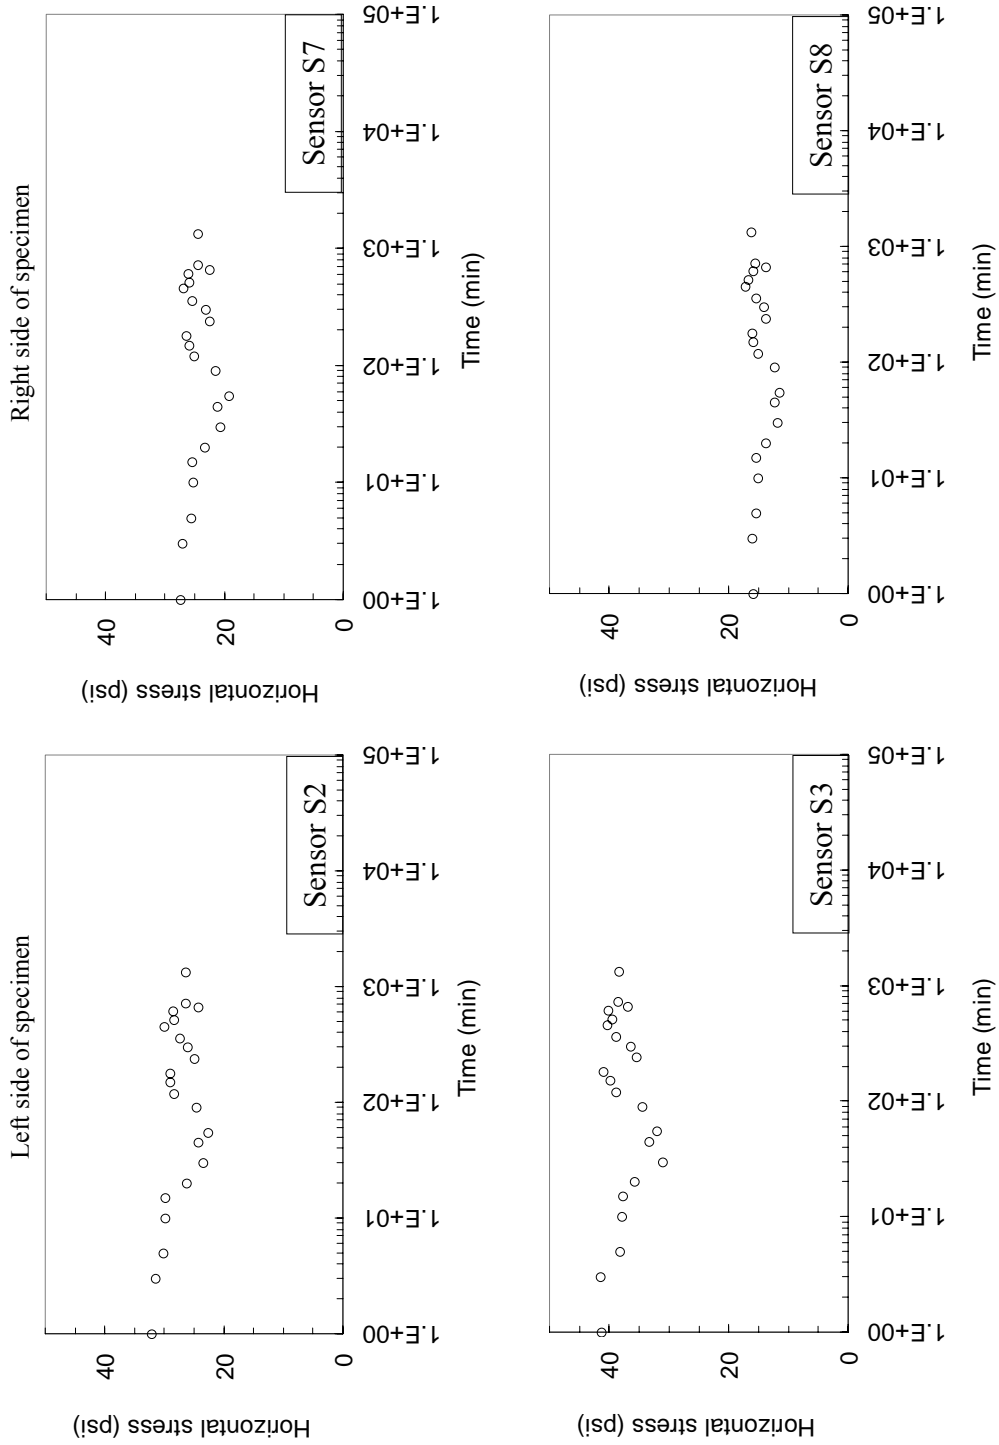 Left side of specimen
Right side of specimen
Horizontal stress (psi)
40
20
0
1.E+00
1.E+01
1.E+02
1.E+03
1.E+04
1.E+05
Time (min)
Sensor S2
Horizontal stress (psi)
40
20
0
1.E+00
1.E+01
1.E+02
1.E+03
1.E+04
1.E+05
Time (min)
Sensor S7
Horizontal stress (psi)
40
20
0
1.E+00
1.E+01
1.E+02
1.E+03
1.E+04
1.E+05
Time (min)
Sensor S3
Horizontal stress (psi)
40
20
0
1.E+00
1.E+01
1.E+02
1.E+03
1.E+04
1.E+05
Time (min)
Sensor S8